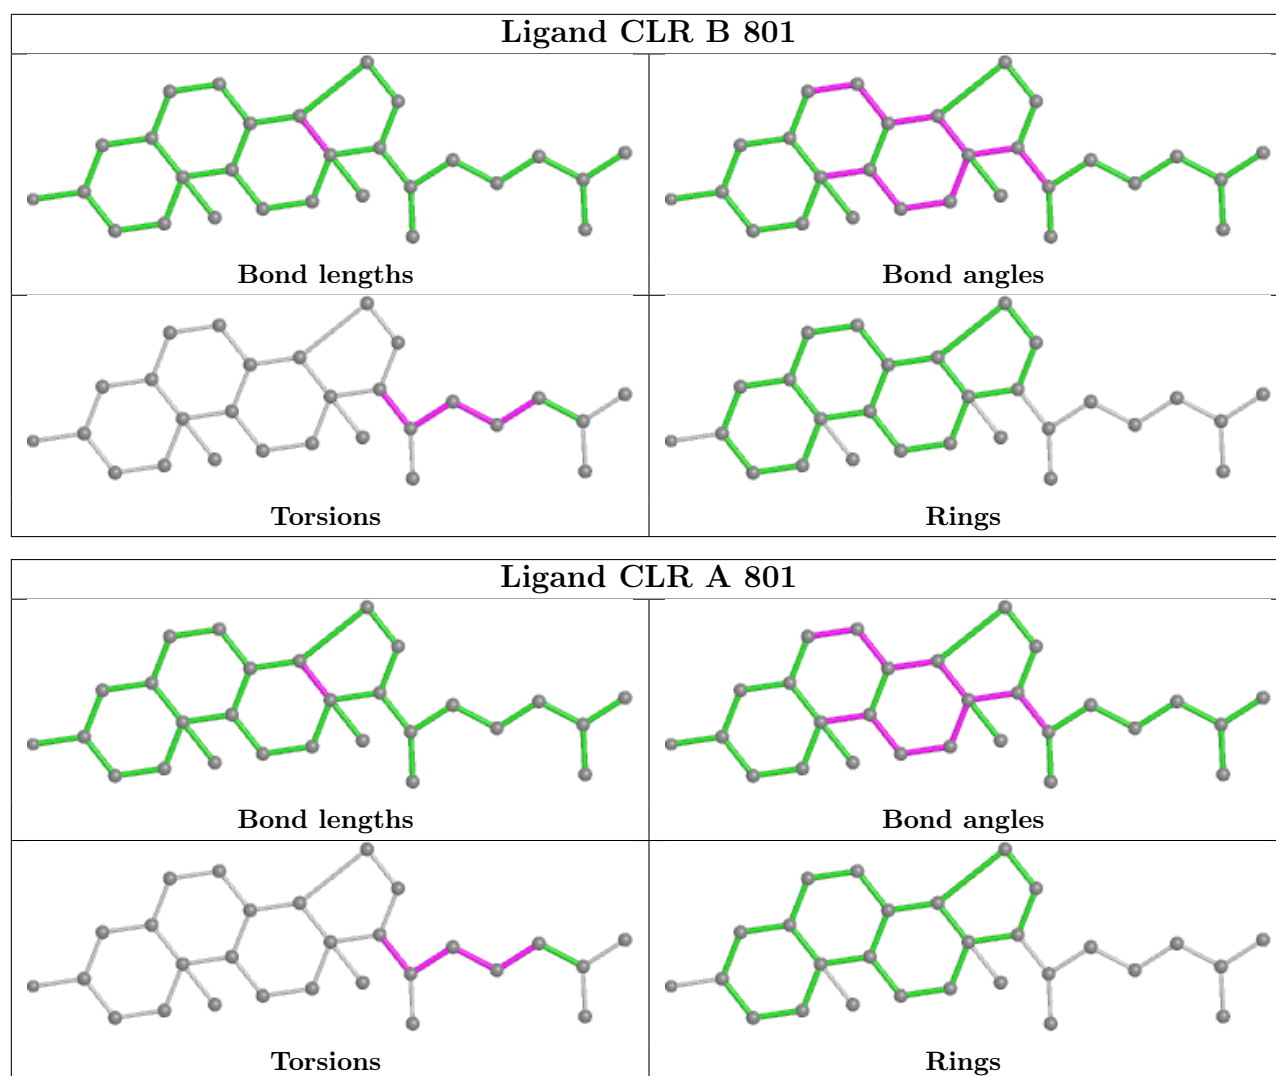 Ligand CLR B 801
Bond lengths
Bond angles
Torsions
Rings
Ligand CLR A 801
Bond lengths
Bond angles
Torsions
Rings